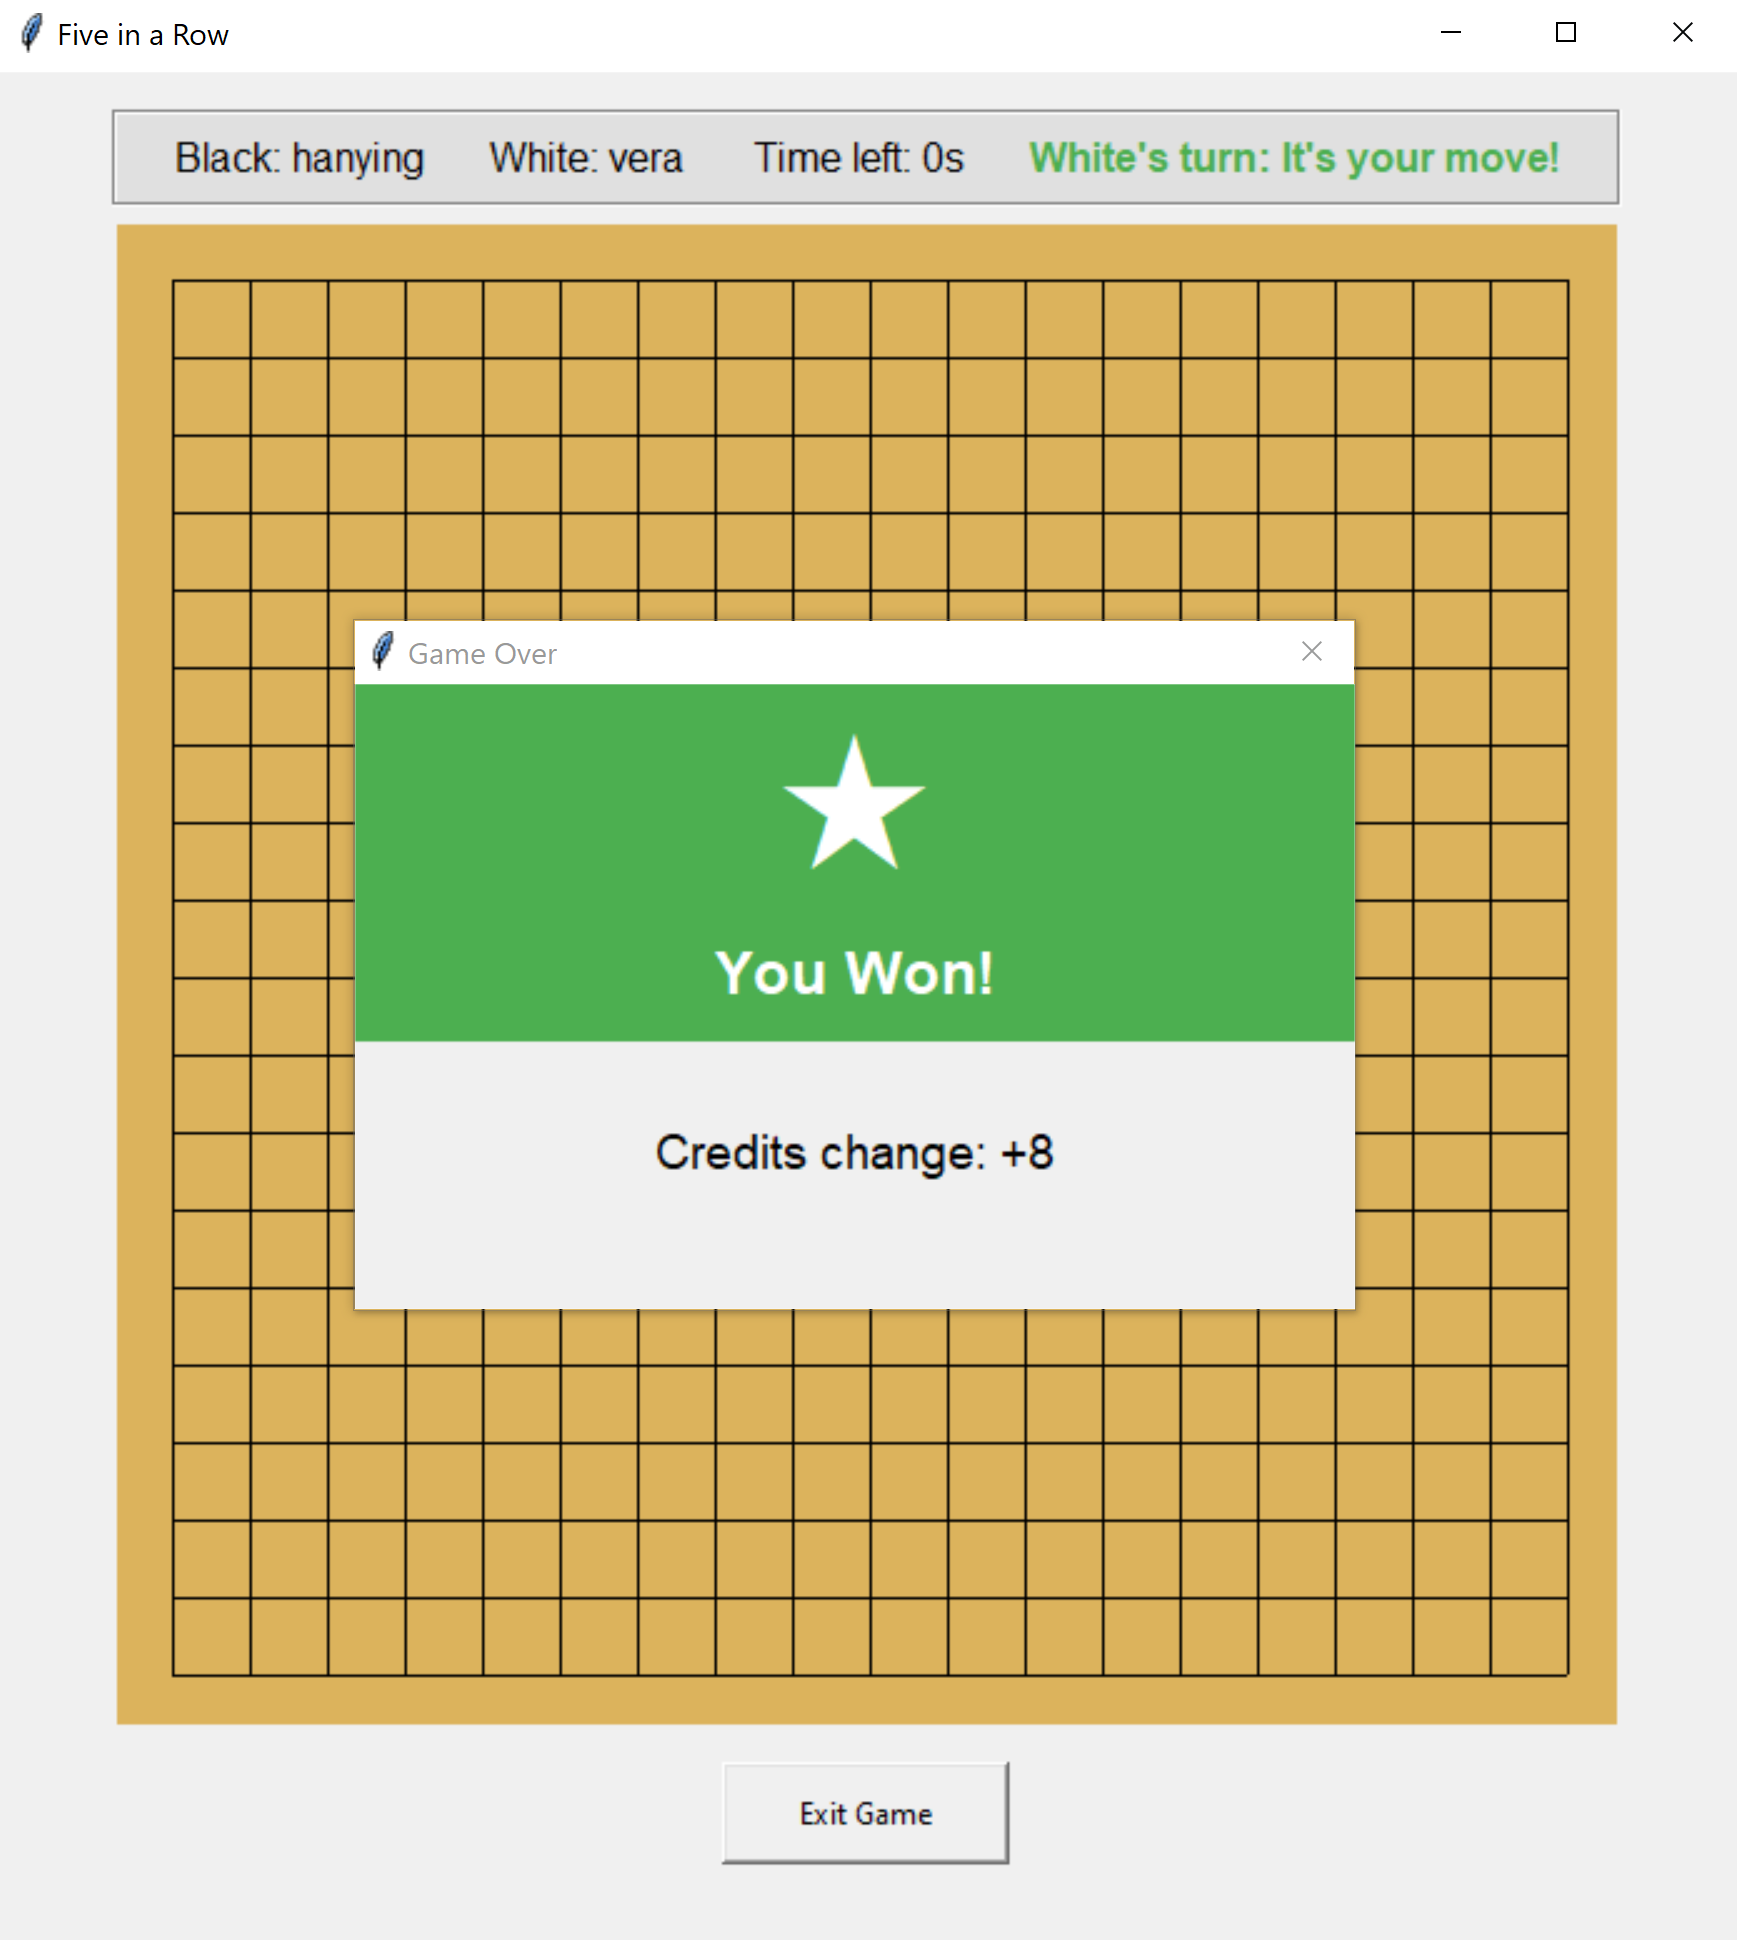 Five in a Row
Black: hanying White: vera Time left: 0s White's turn: It's your move!
Game Over
You Won!
Credits change: +8
Exit Game